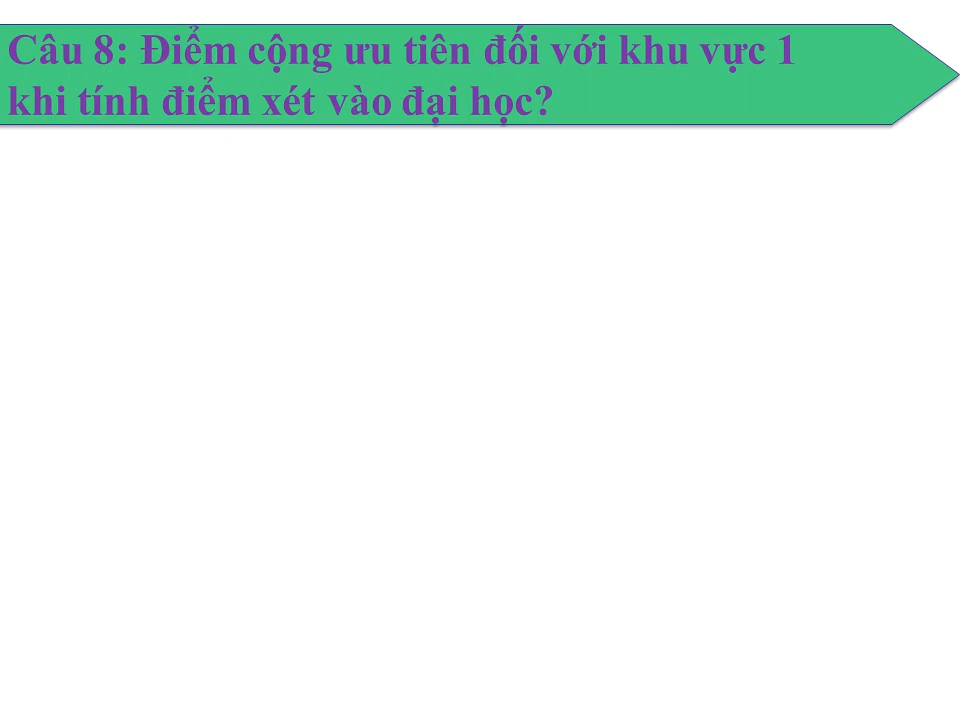 Câu 8: Điểm cộng ưu tiên đối với khu vực 1
khi tính điểm xét vào đại học?